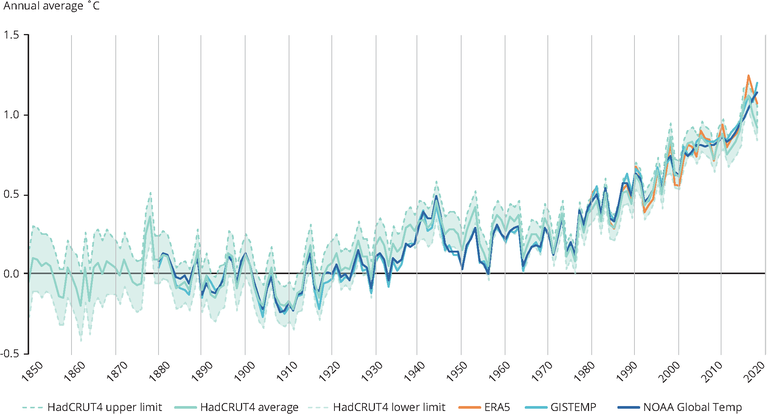 Annual average °C
1.5
1.0
0.5
0.0
-0.5
1850 1860 1870 1880 1890 1900 1910 1920 1930 1940 1950 1960 1970 1980 1990 2000 2010 2020
HadCRUT4 upper limit HadCRUT4 average HadCRUT4 lower limit ERA5 GISTEMP NOAA Global Temp